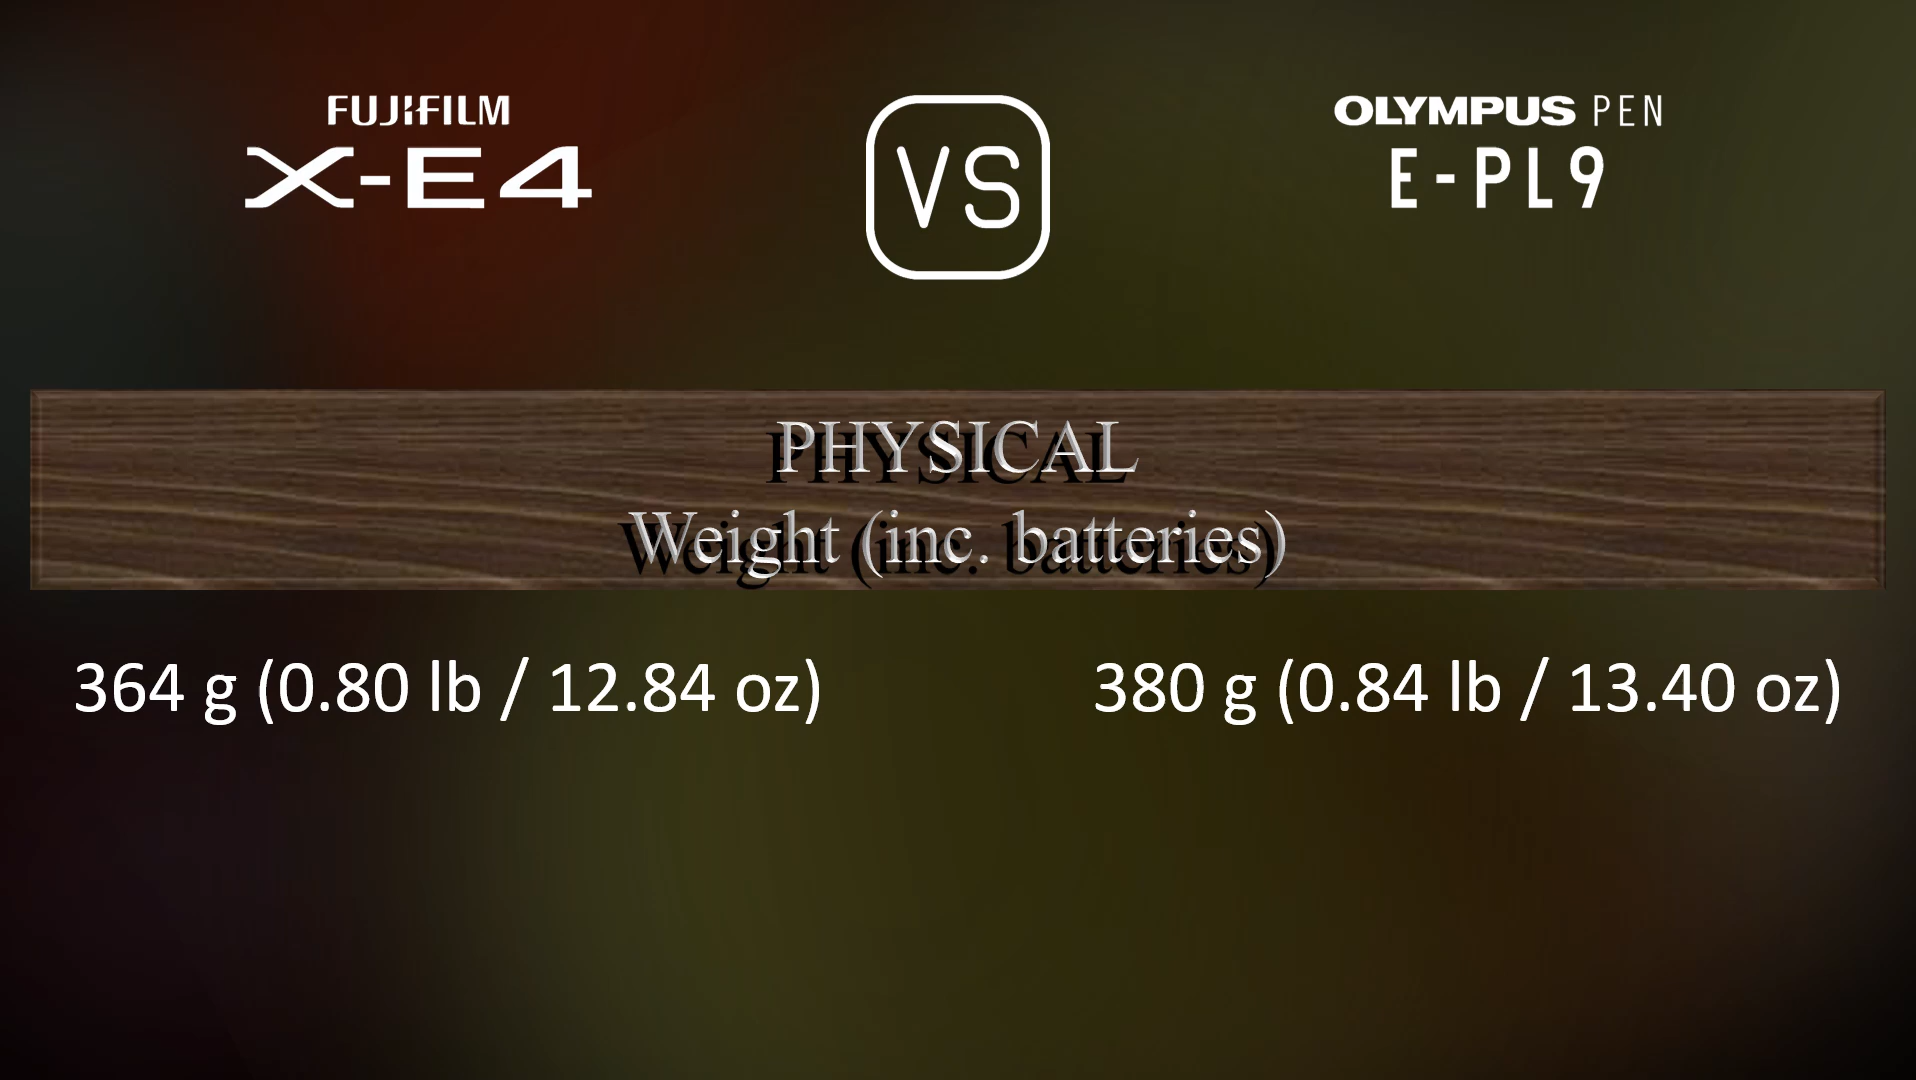 FUJIFILM
X-E4
VS
OLYMPUS PEN
E-PL9
PHYSICAL
Weight (inc. batteries)
364 g (0.80 lb / 12.84 oz)
380 g (0.84 lb / 13.40 oz)